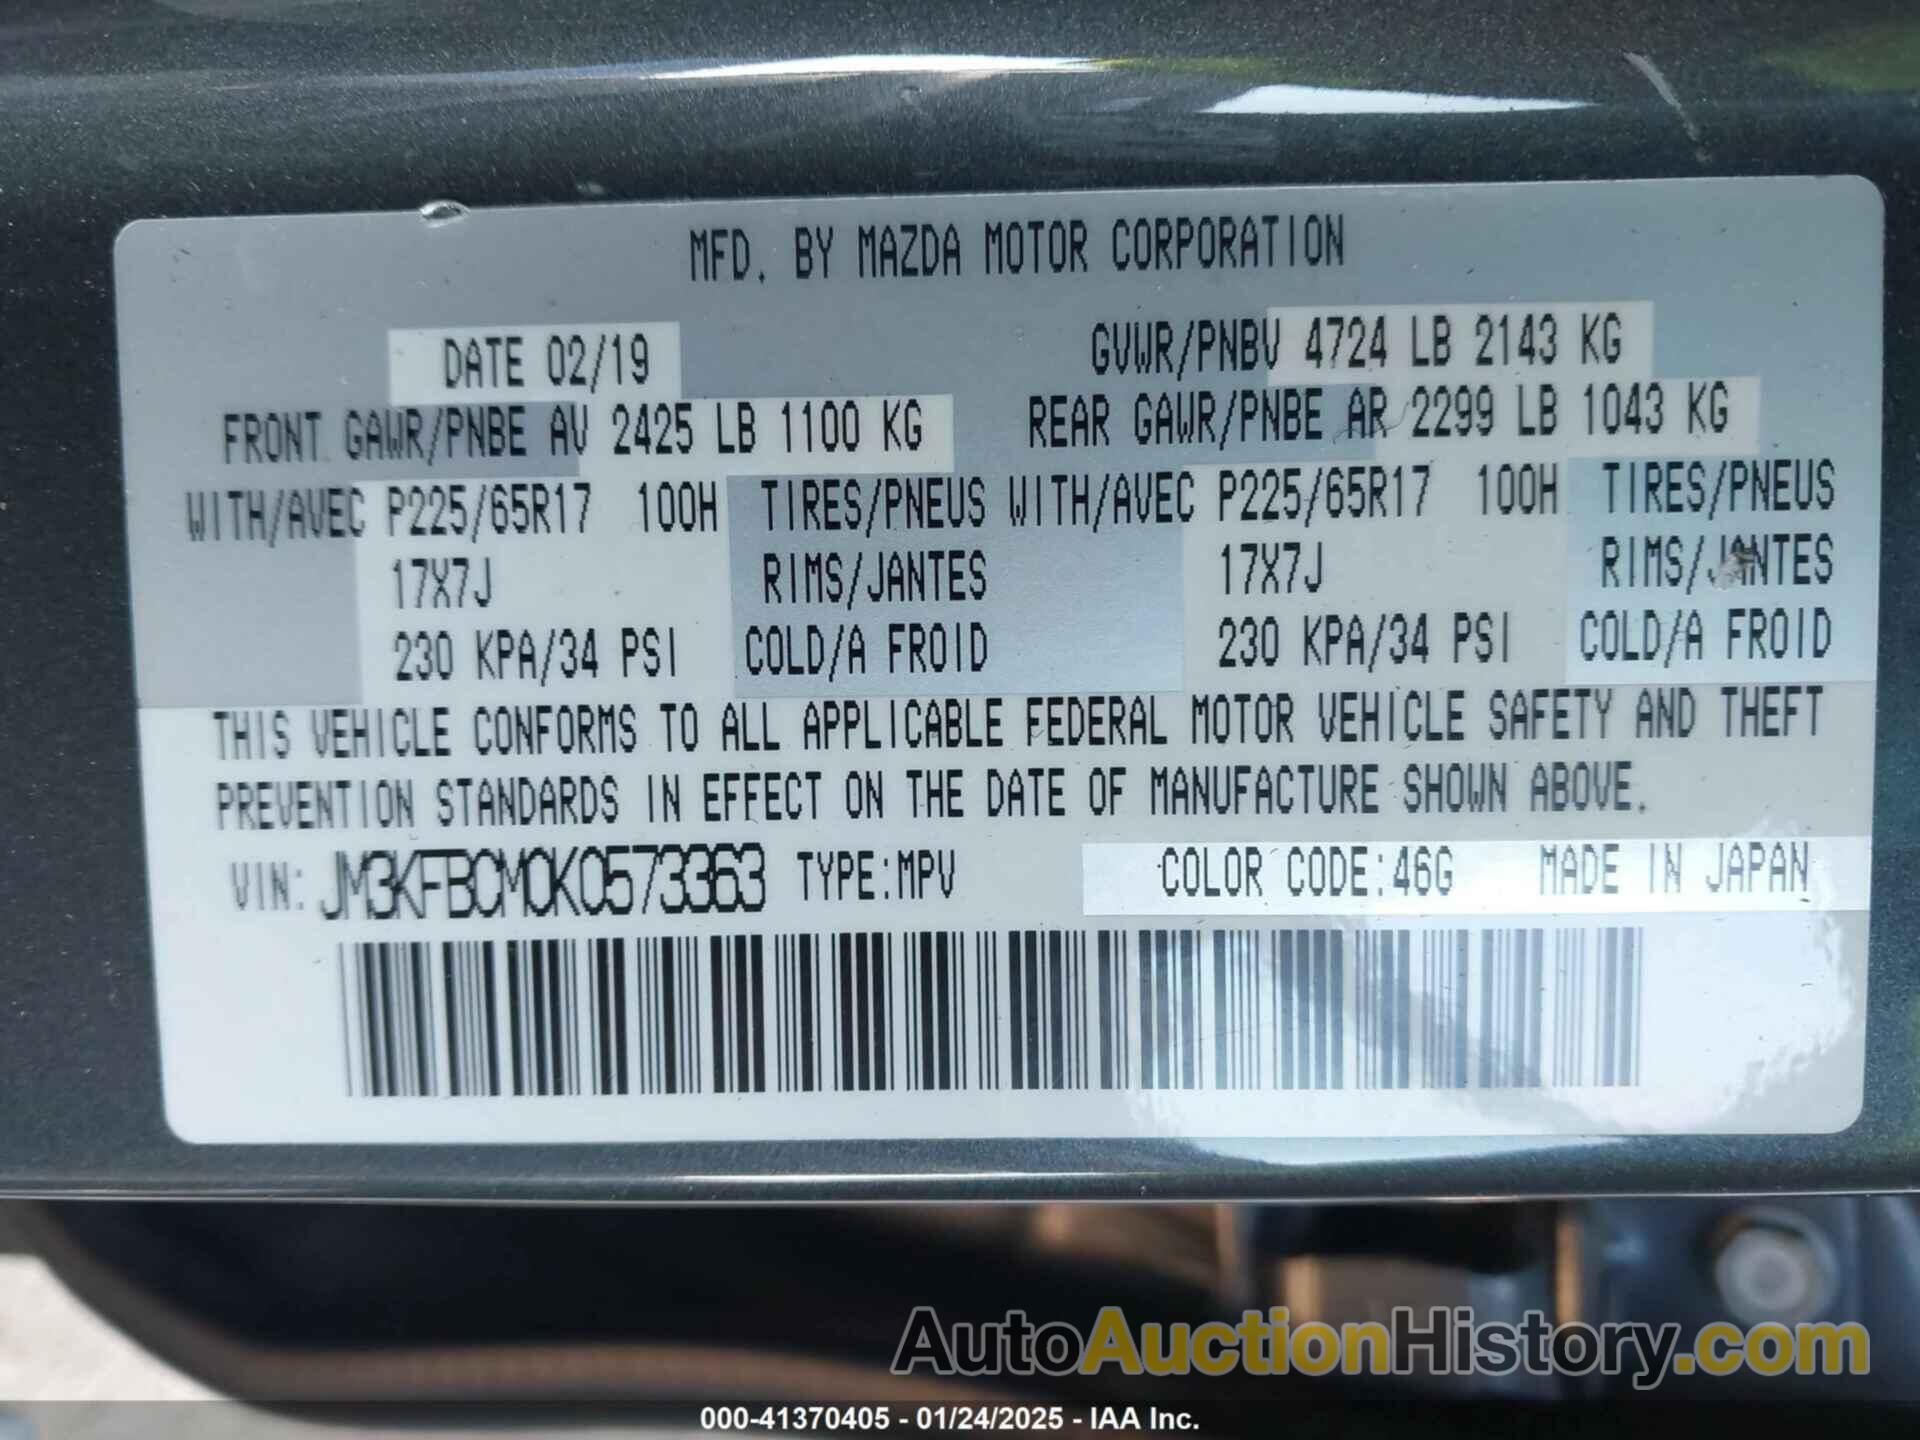 MFD. BY MAZDA MOTOR CORPORATION
DATE 02/19 GVWR/PNBV 4724 LB 2143 KG
FRONT GAWR/PNBE AV 2425 LB 1100 KG REAR GAWR/PNBE AR 2299 LB 1043 KG
WITH/AVEC P225/65R17 100H TIRES/PNEUS WITH/AVEC P225/65R17 100H TIRES/PNEUS
17X7J RIMS/JANTES 17X7J RIMS/JANTES
230 KPA/34 PSI COLD/A FROID 230 KPA/34 PSI COLD/A FROID
THIS VEHICLE CONFORMS TO ALL APPLICABLE FEDERAL MOTOR VEHICLE SAFETY AND THEFT
PREVENTION STANDARDS IN EFFECT ON THE DATE OF MANUFACTURE SHOWN ABOVE.
VIN: JM3KFBCM0K0573363 TYPE:MPV COLOR CODE:46G MADE IN JAPAN
AutoAuctionHistory.com
000-41370405 - 01/24/2025 - IAA Inc.